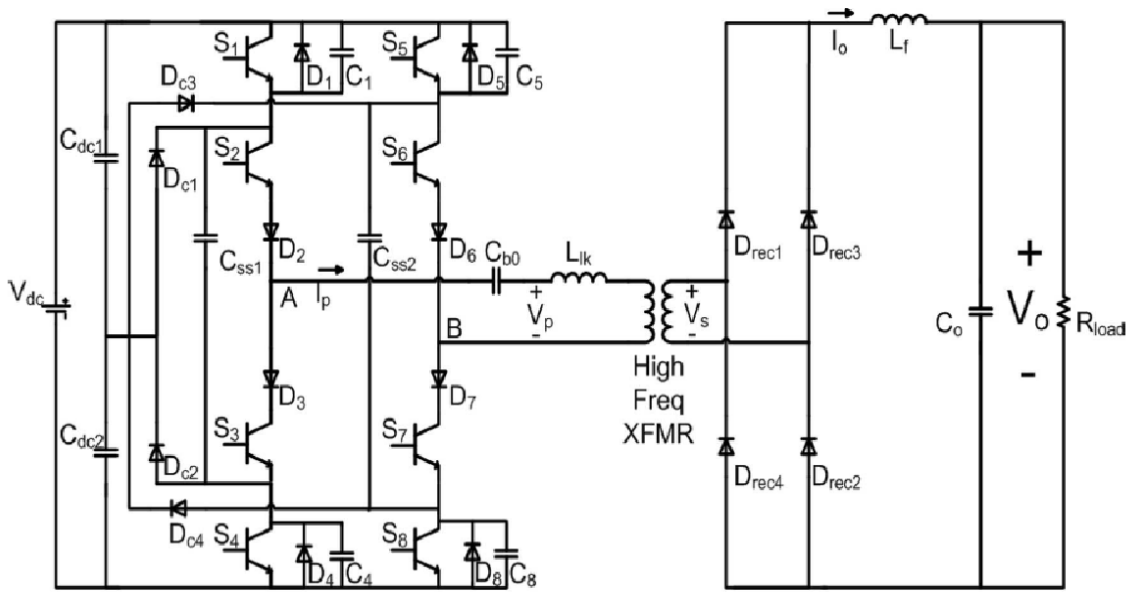 S1
D1
C1
S5
D5
C5
Io
Lf
Dc3
Cdc1
Dc1
S2
S6
D2
Css1
D6
Css2
Cb0
Llk
Drec1
Drec3
Vdc
A
Ip
+
Vp
-
+
Vs
-
B
Co
+
Vo
-
Rload
High
Freq
XFMR
D3
D7
Cdc2
Dc2
S3
S7
Drec4
Drec2
Dc4
S4
D4
C4
S8
D8
C8